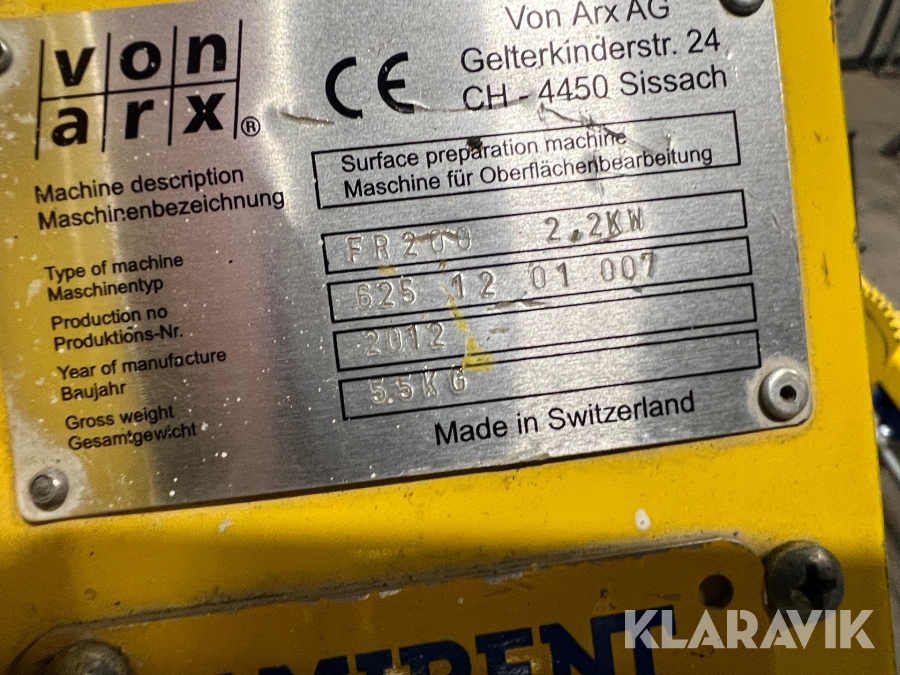 von
arx®
CE
Von Arx AG
Gelterkinderstr. 24
CH - 4450 Sissach
Machine description
Maschinenbezeichnung
Surface preparation machine
Maschine für Oberflächenbearbeitung
Type of machine
Maschinentyp
FR200 2.2KW
Production no
Produktions-Nr.
625 12 01 007
Year of manufacture
Baujahr
2012
Gross weight
Gesamtgewicht
55KG
Made in Switzerland
KLARAVIK